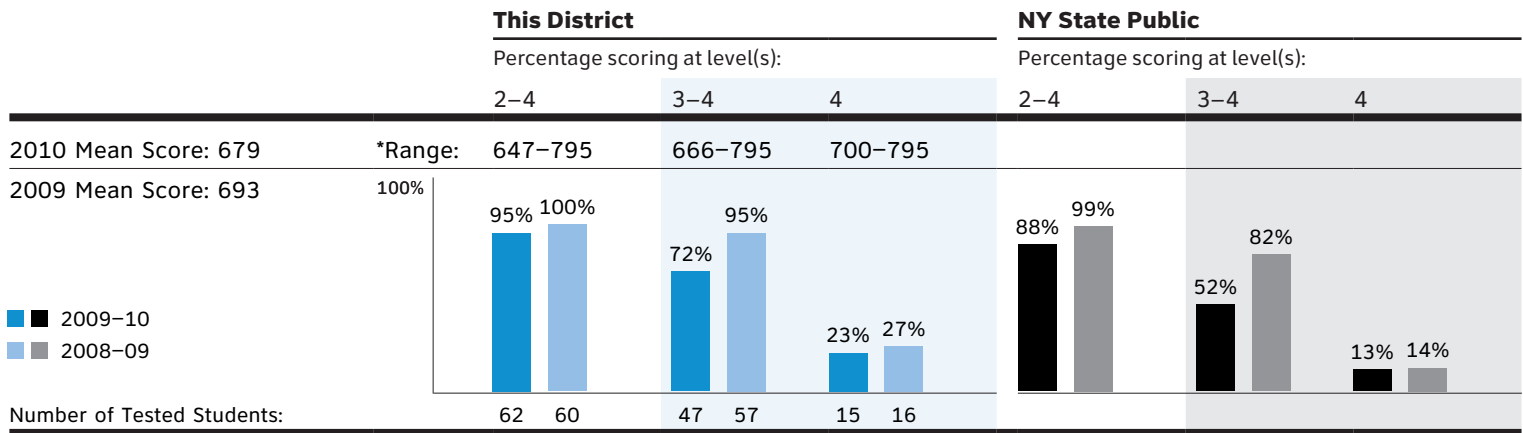 This District NY State Public
Percentage scoring at level(s): Percentage scoring at level(s):
2–4 3–4 4 2–4 3–4 4
2010 Mean Score: 679 *Range: 647–795 666–795 700–795
2009 Mean Score: 693 100%
95% 100% 95% 88% 99%
72% 82%
52%
23% 27% 13% 14%
2009–10
2008–09
Number of Tested Students: 62 60 47 57 15 16